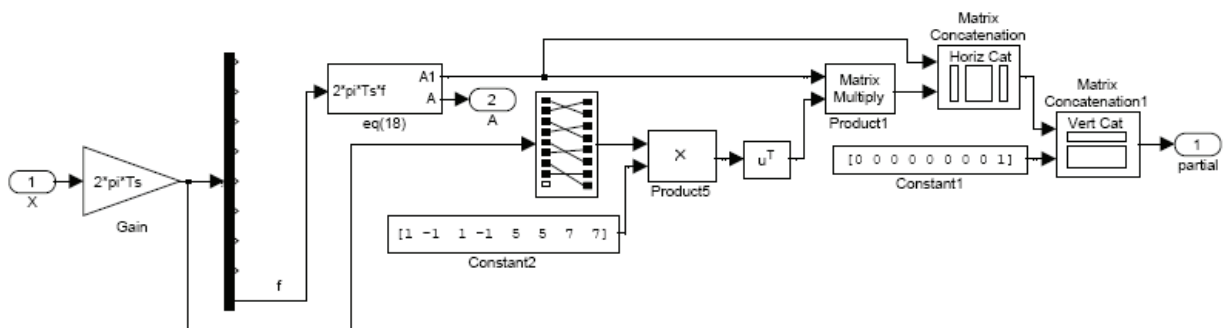 1
X
2*pi*Ts
Gain
f
2*pi*Ts*f
A1
A
eq(18)
2
A
[1 -1 1 -1 5 5 7 7]
Constant2
×
Product5
uT
Matrix
Multiply
Product1
Matrix
Concatenation
Horiz Cat
[0 0 0 0 0 0 0 0 1]
Constant1
Matrix
Concatenation1
Vert Cat
1
partial